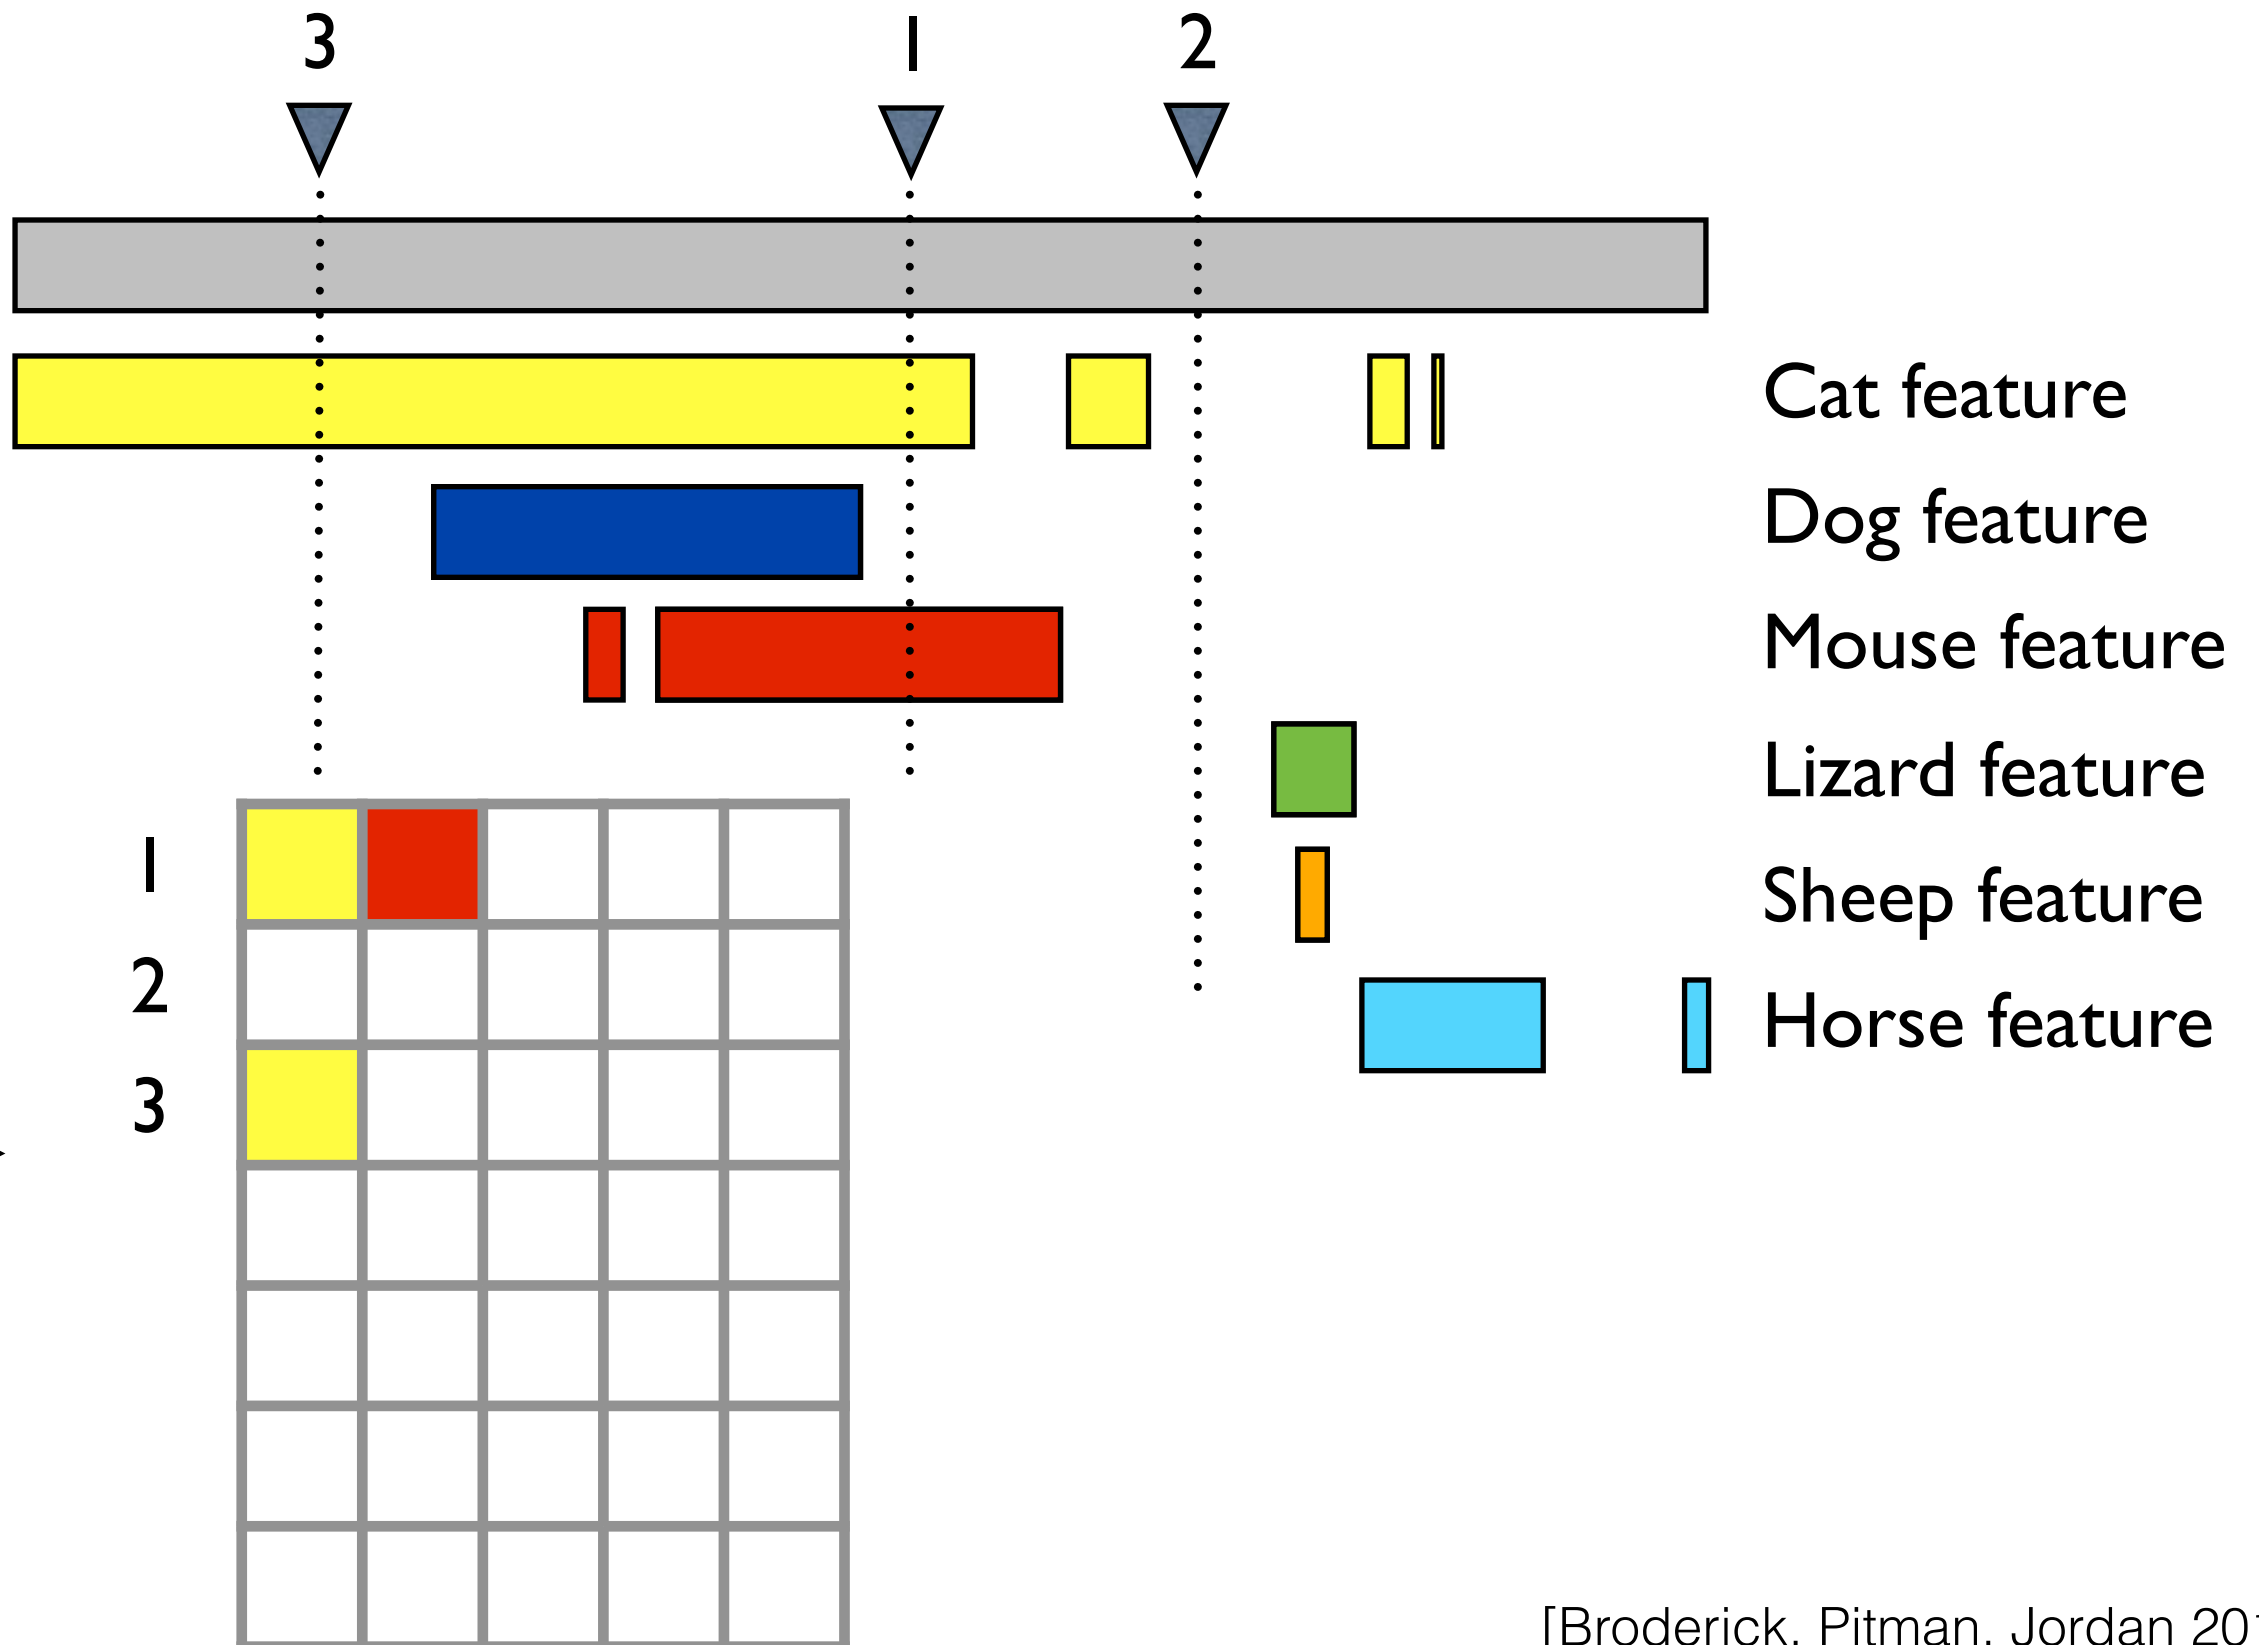 3 1 2
Cat feature
Dog feature
Mouse feature
Lizard feature
Sheep feature
Horse feature
1
2
3
[Broderick, Pitman, Jordan